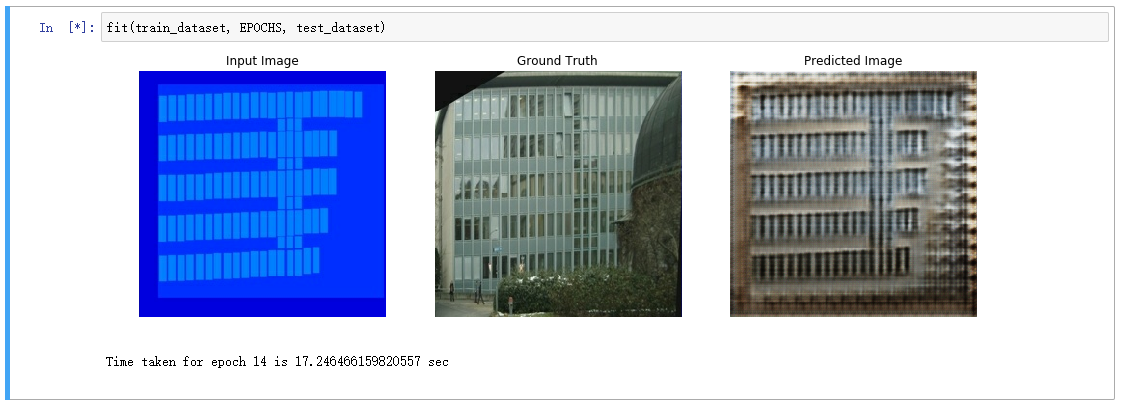 In [*]: fit(train_dataset, EPOCHS, test_dataset)
Input Image Ground Truth Predicted Image
Time taken for epoch 14 is 17.246466159820557 sec